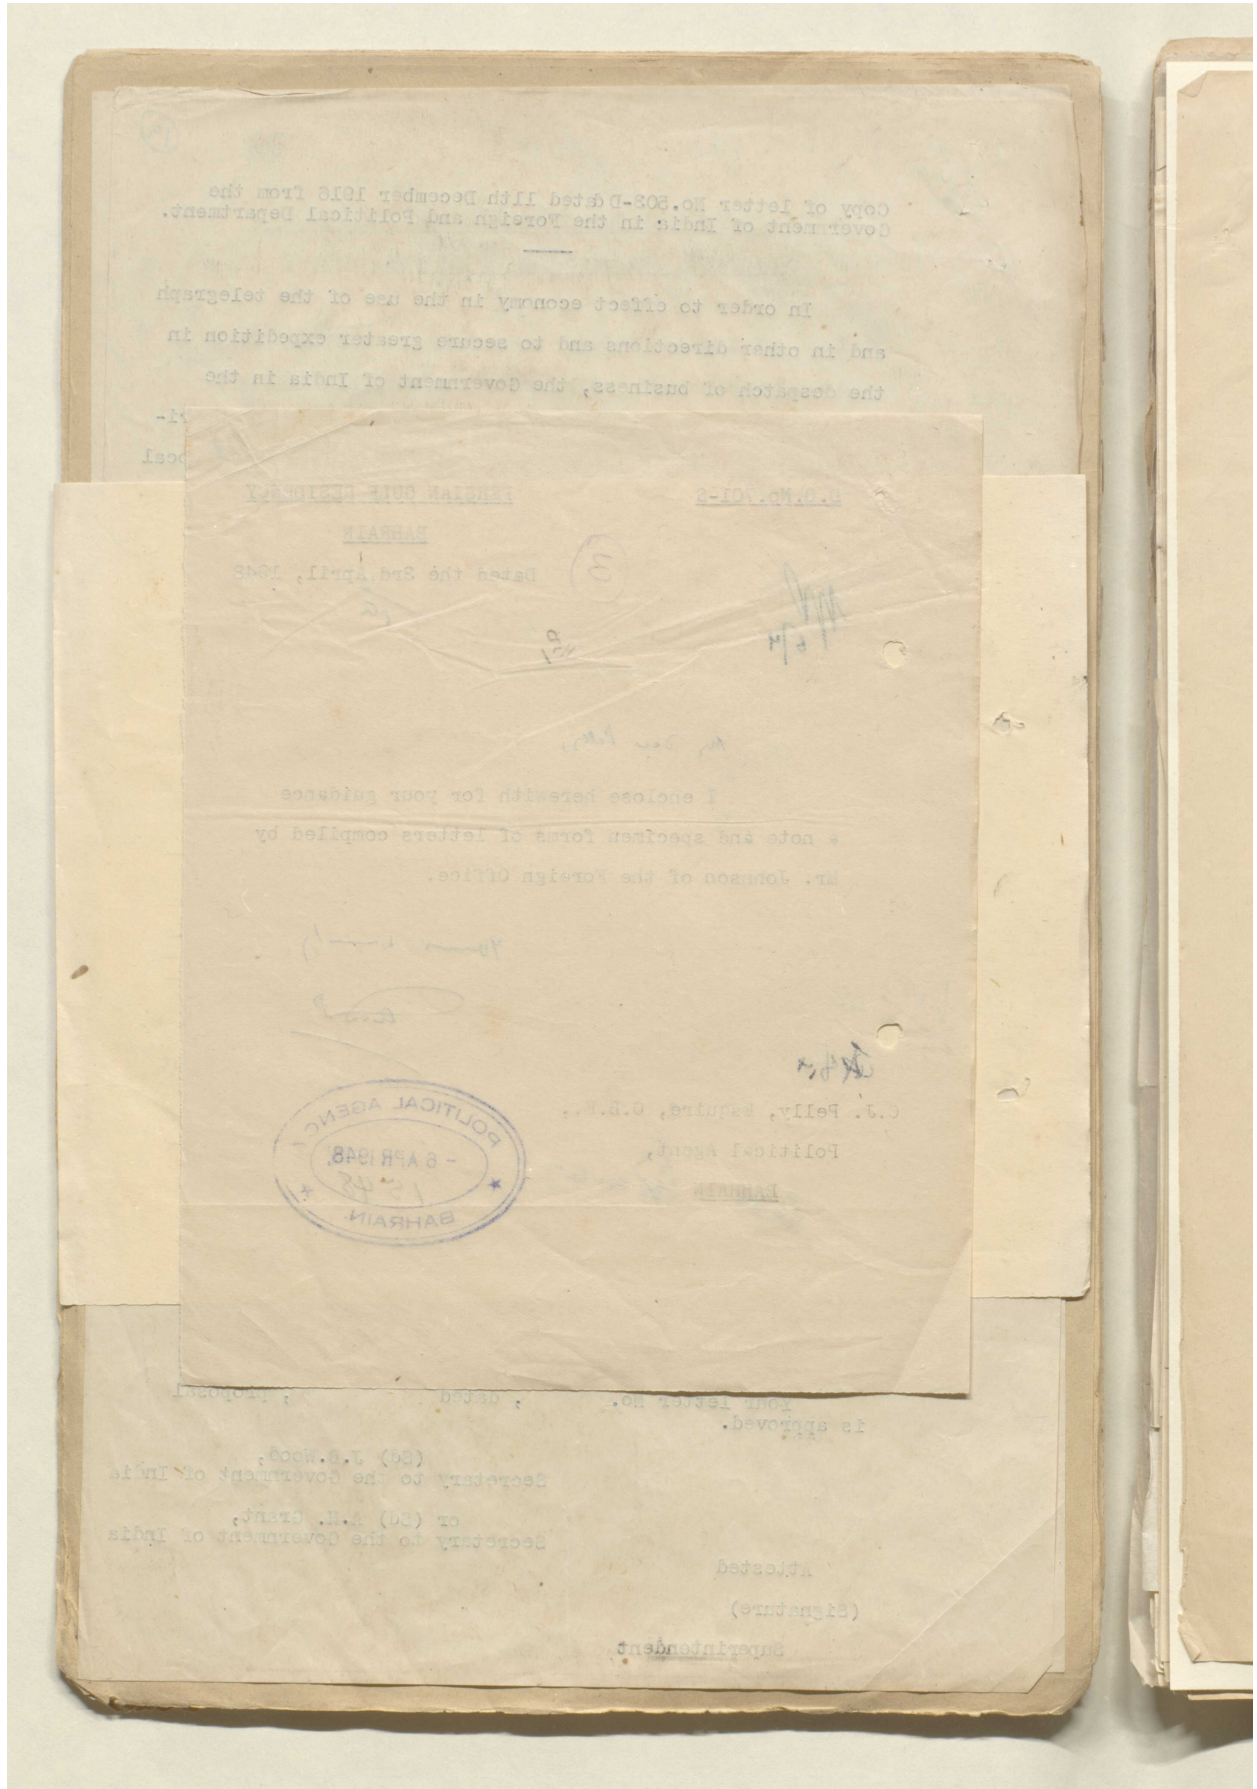 Copy of letter No.503-D dated 11th December 1916 from the
Government of India in the Foreign and Political Department.
In order to effect economy in the use of the telegraph
and in other directions and to secure greater expedition in
the despatch of business, the Government of India in the
D.O.No.701-S
PERSIAN GULF RESIDENCY
BAHRAIN
3
Dated the 3rd April, 1948
My dear Pelly,
I enclose herewith for your guidance
a note and specimen forms of letters compiled by
Mr. Johnson of the Foreign Office.
Yours sincerely
C.J. Pelly, Esquire, O.B.E.,
Political Agent,
BAHRAIN
POLITICAL AGENCY
- 6 APR 1948
BAHRAIN.
Your letter No. , dated , proposal
is approved.
(Sd) J.B.Wood,
Secretary to the Government of India
or (Sd) A.H. Grant,
Secretary to the Government of India
Attested
(Signature)
Superintendent